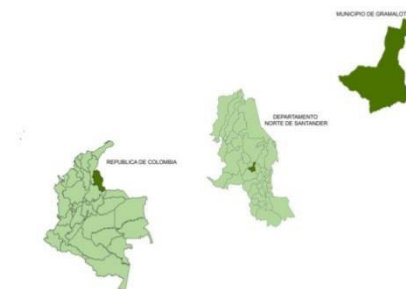 MUNICIPIO DE GRAMALOT
DEPARTAMENTO
NORTE DE SANTANDER
REPUBLICA DE COLOMBIA